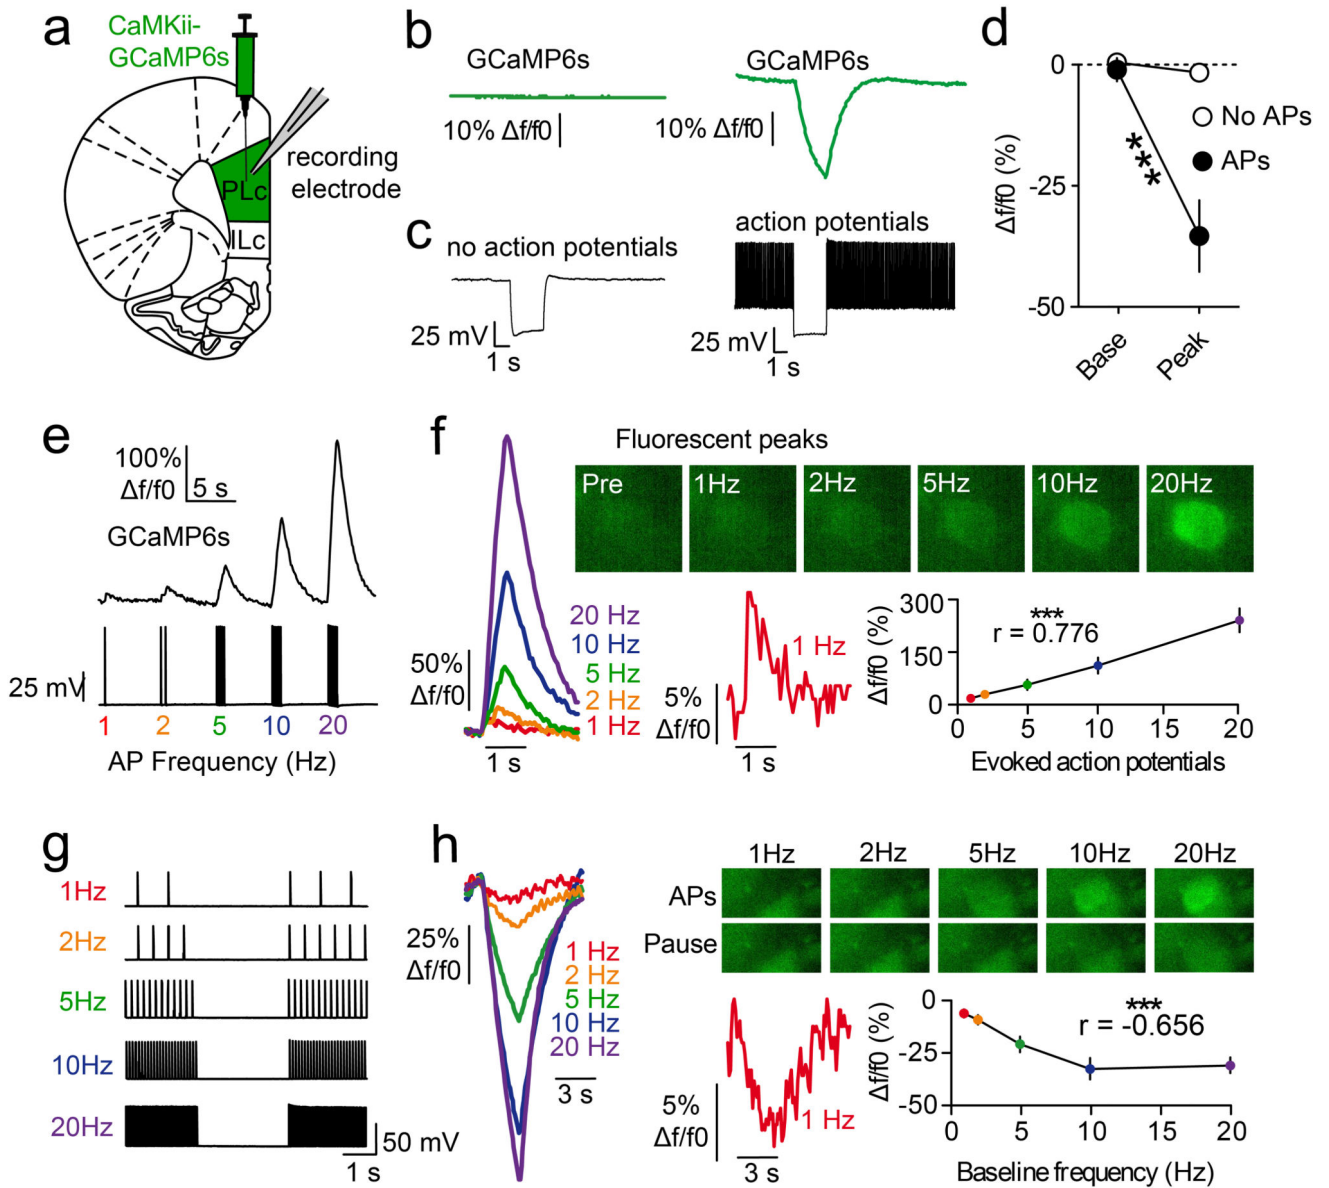 a
CaMKii-
GCaMP6s
recording
electrode
PLc
ILc
b
GCaMP6s
10% Δf/f0
GCaMP6s
10% Δf/f0
c
no action potentials
25 mV
1 s
action potentials
25 mV
1 s
d
0
-25
-50
Δf/f0 (%)
***
No APs
APs
Base
Peak
e
100%
Δf/f0
5 s
GCaMP6s
25 mV
1 2 5 10 20
AP Frequency (Hz)
f
Fluorescent peaks
Pre 1Hz 2Hz 5Hz 10Hz 20Hz
50%
Δf/f0
1 s
20 Hz
10 Hz
5 Hz
2 Hz
1 Hz
1 Hz
5%
Δf/f0
1 s
Δf/f0 (%)
300
150
0
***
r = 0.776
0 5 10 15 20
Evoked action potentials
g
1Hz
2Hz
5Hz
10Hz
20Hz
50 mV
1 s
h
25%
Δf/f0
1 Hz
2 Hz
5 Hz
10 Hz
20 Hz
3 s
1Hz 2Hz 5Hz 10Hz 20Hz
APs
Pause
5%
Δf/f0
1 Hz
3 s
Δf/f0 (%)
0
-25
-50
***
r = -0.656
0 5 10 15 20
Baseline frequency (Hz)